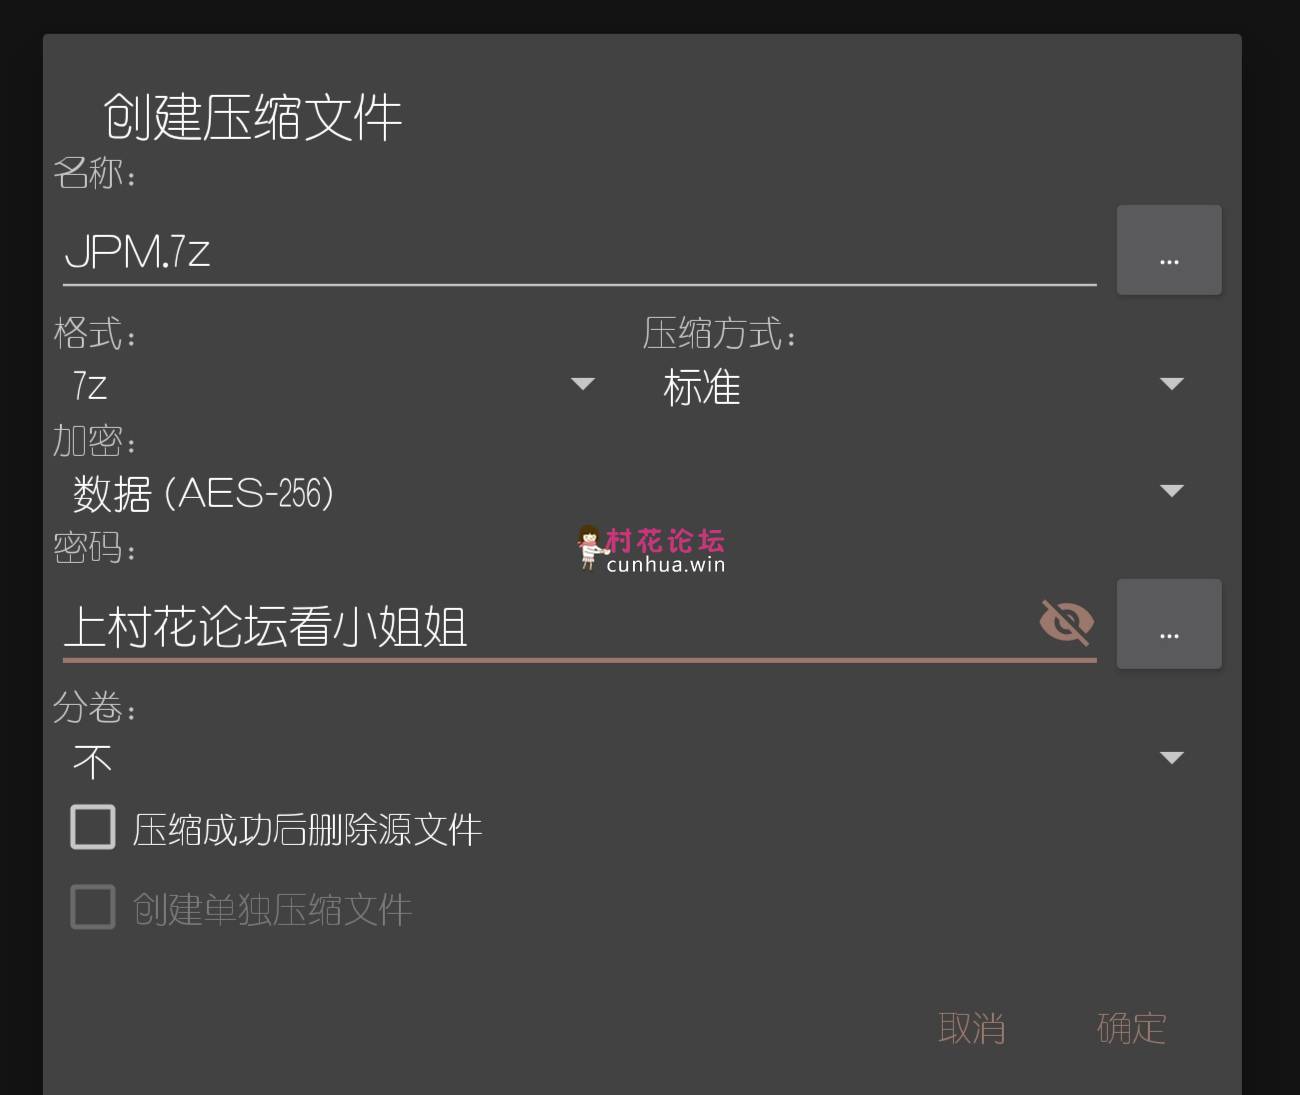 创建压缩文件
名称：
JPM.7z
...
格式：
压缩方式：
7z
标准
加密：
数据 (AES-256)
村花论坛
cunhua.win
密码：
上村花论坛看小姐姐
...
分卷：
不
压缩成功后删除源文件
创建单独压缩文件
取消
确定